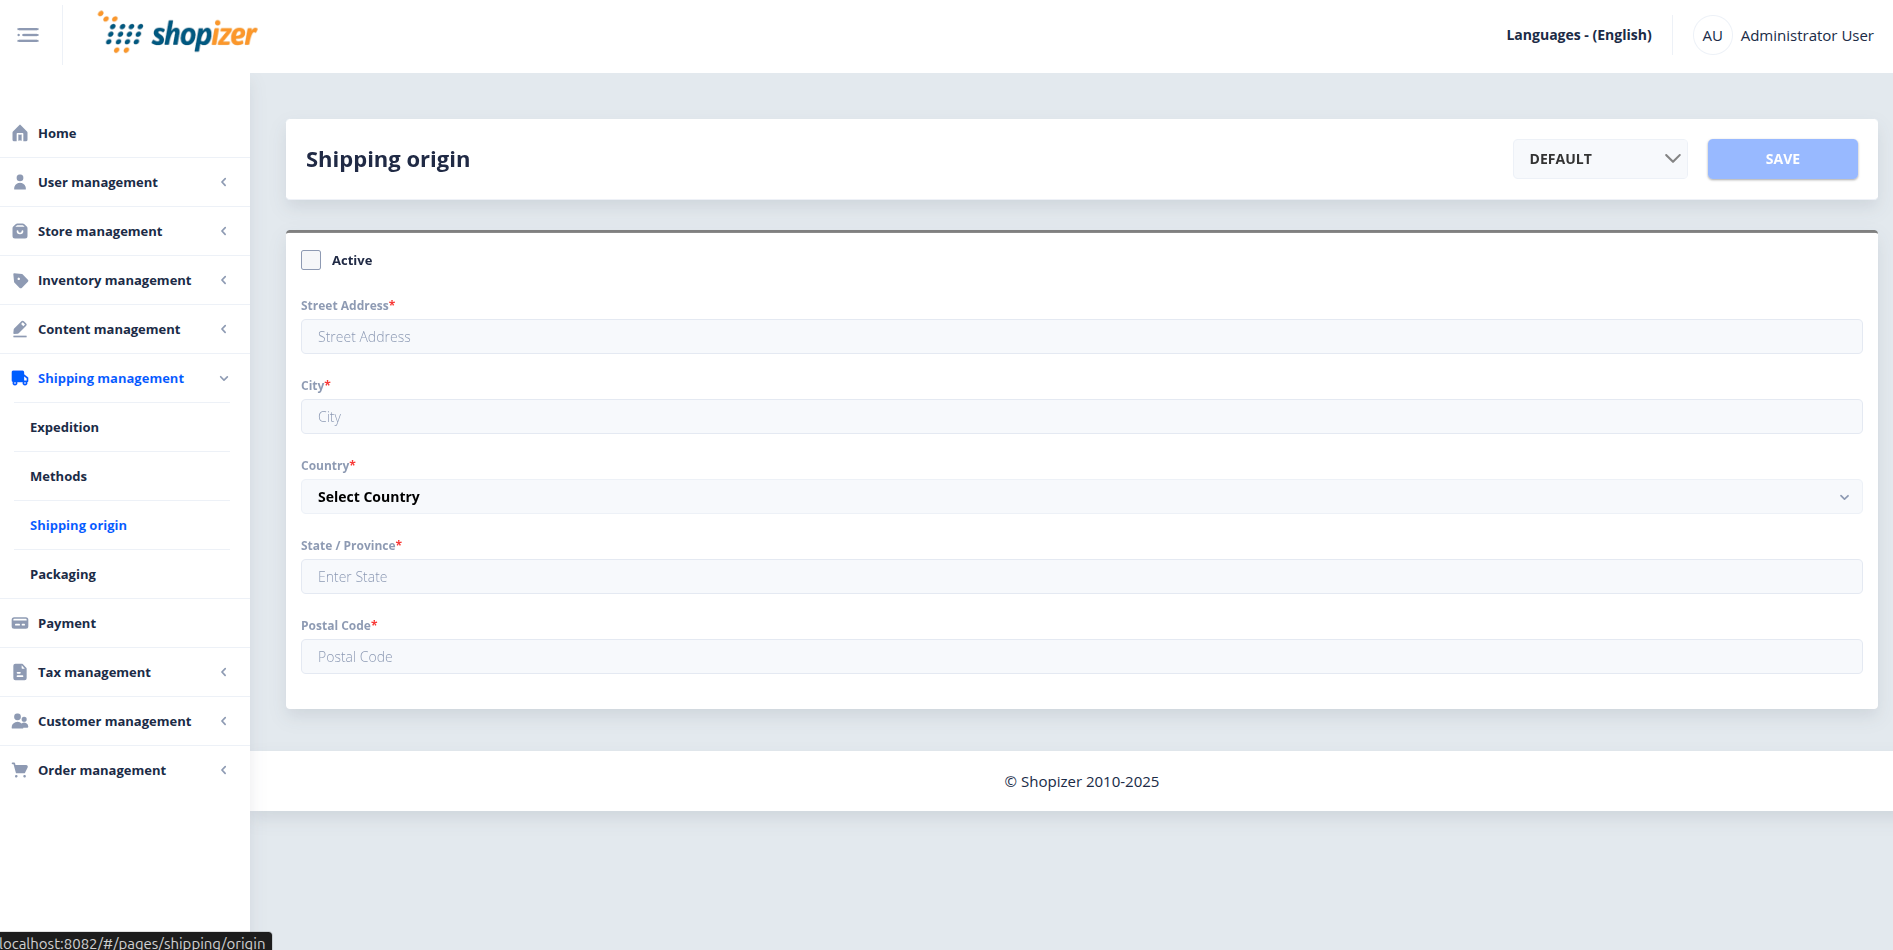 shopizer
Languages - (English)
AU
Administrator User
Home
User management
Store management
Inventory management
Content management
Shipping management
Expedition
Methods
Shipping origin
Packaging
Payment
Tax management
Customer management
Order management
Shipping origin
DEFAULT
SAVE
Active
Street Address*
Street Address
City*
City
Country*
Select Country
State / Province*
Enter State
Postal Code*
Postal Code
© Shopizer 2010-2025
localhost:8082/#/pages/shipping/origin